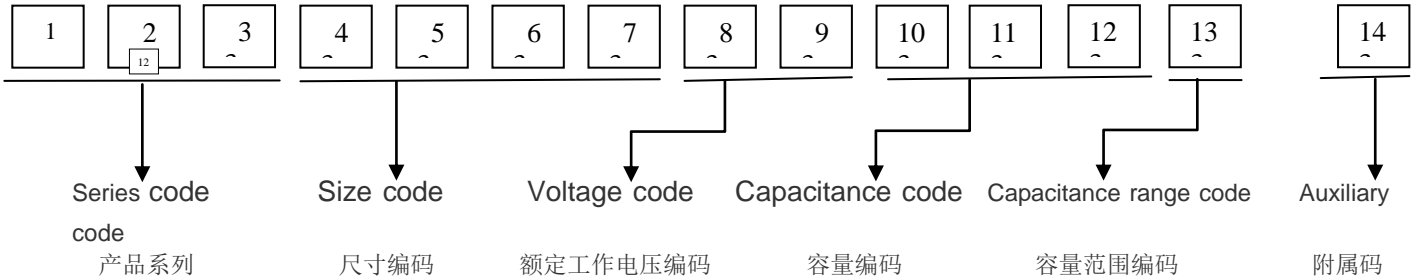 1 2 3 4 5 6 7 8 9 10 11 12 13 14
12
Series code Size code Voltage code Capacitance code Capacitance range code Auxiliary
code
产品系列 尺寸编码 额定工作电压编码 容量编码 容量范围编码 附属码